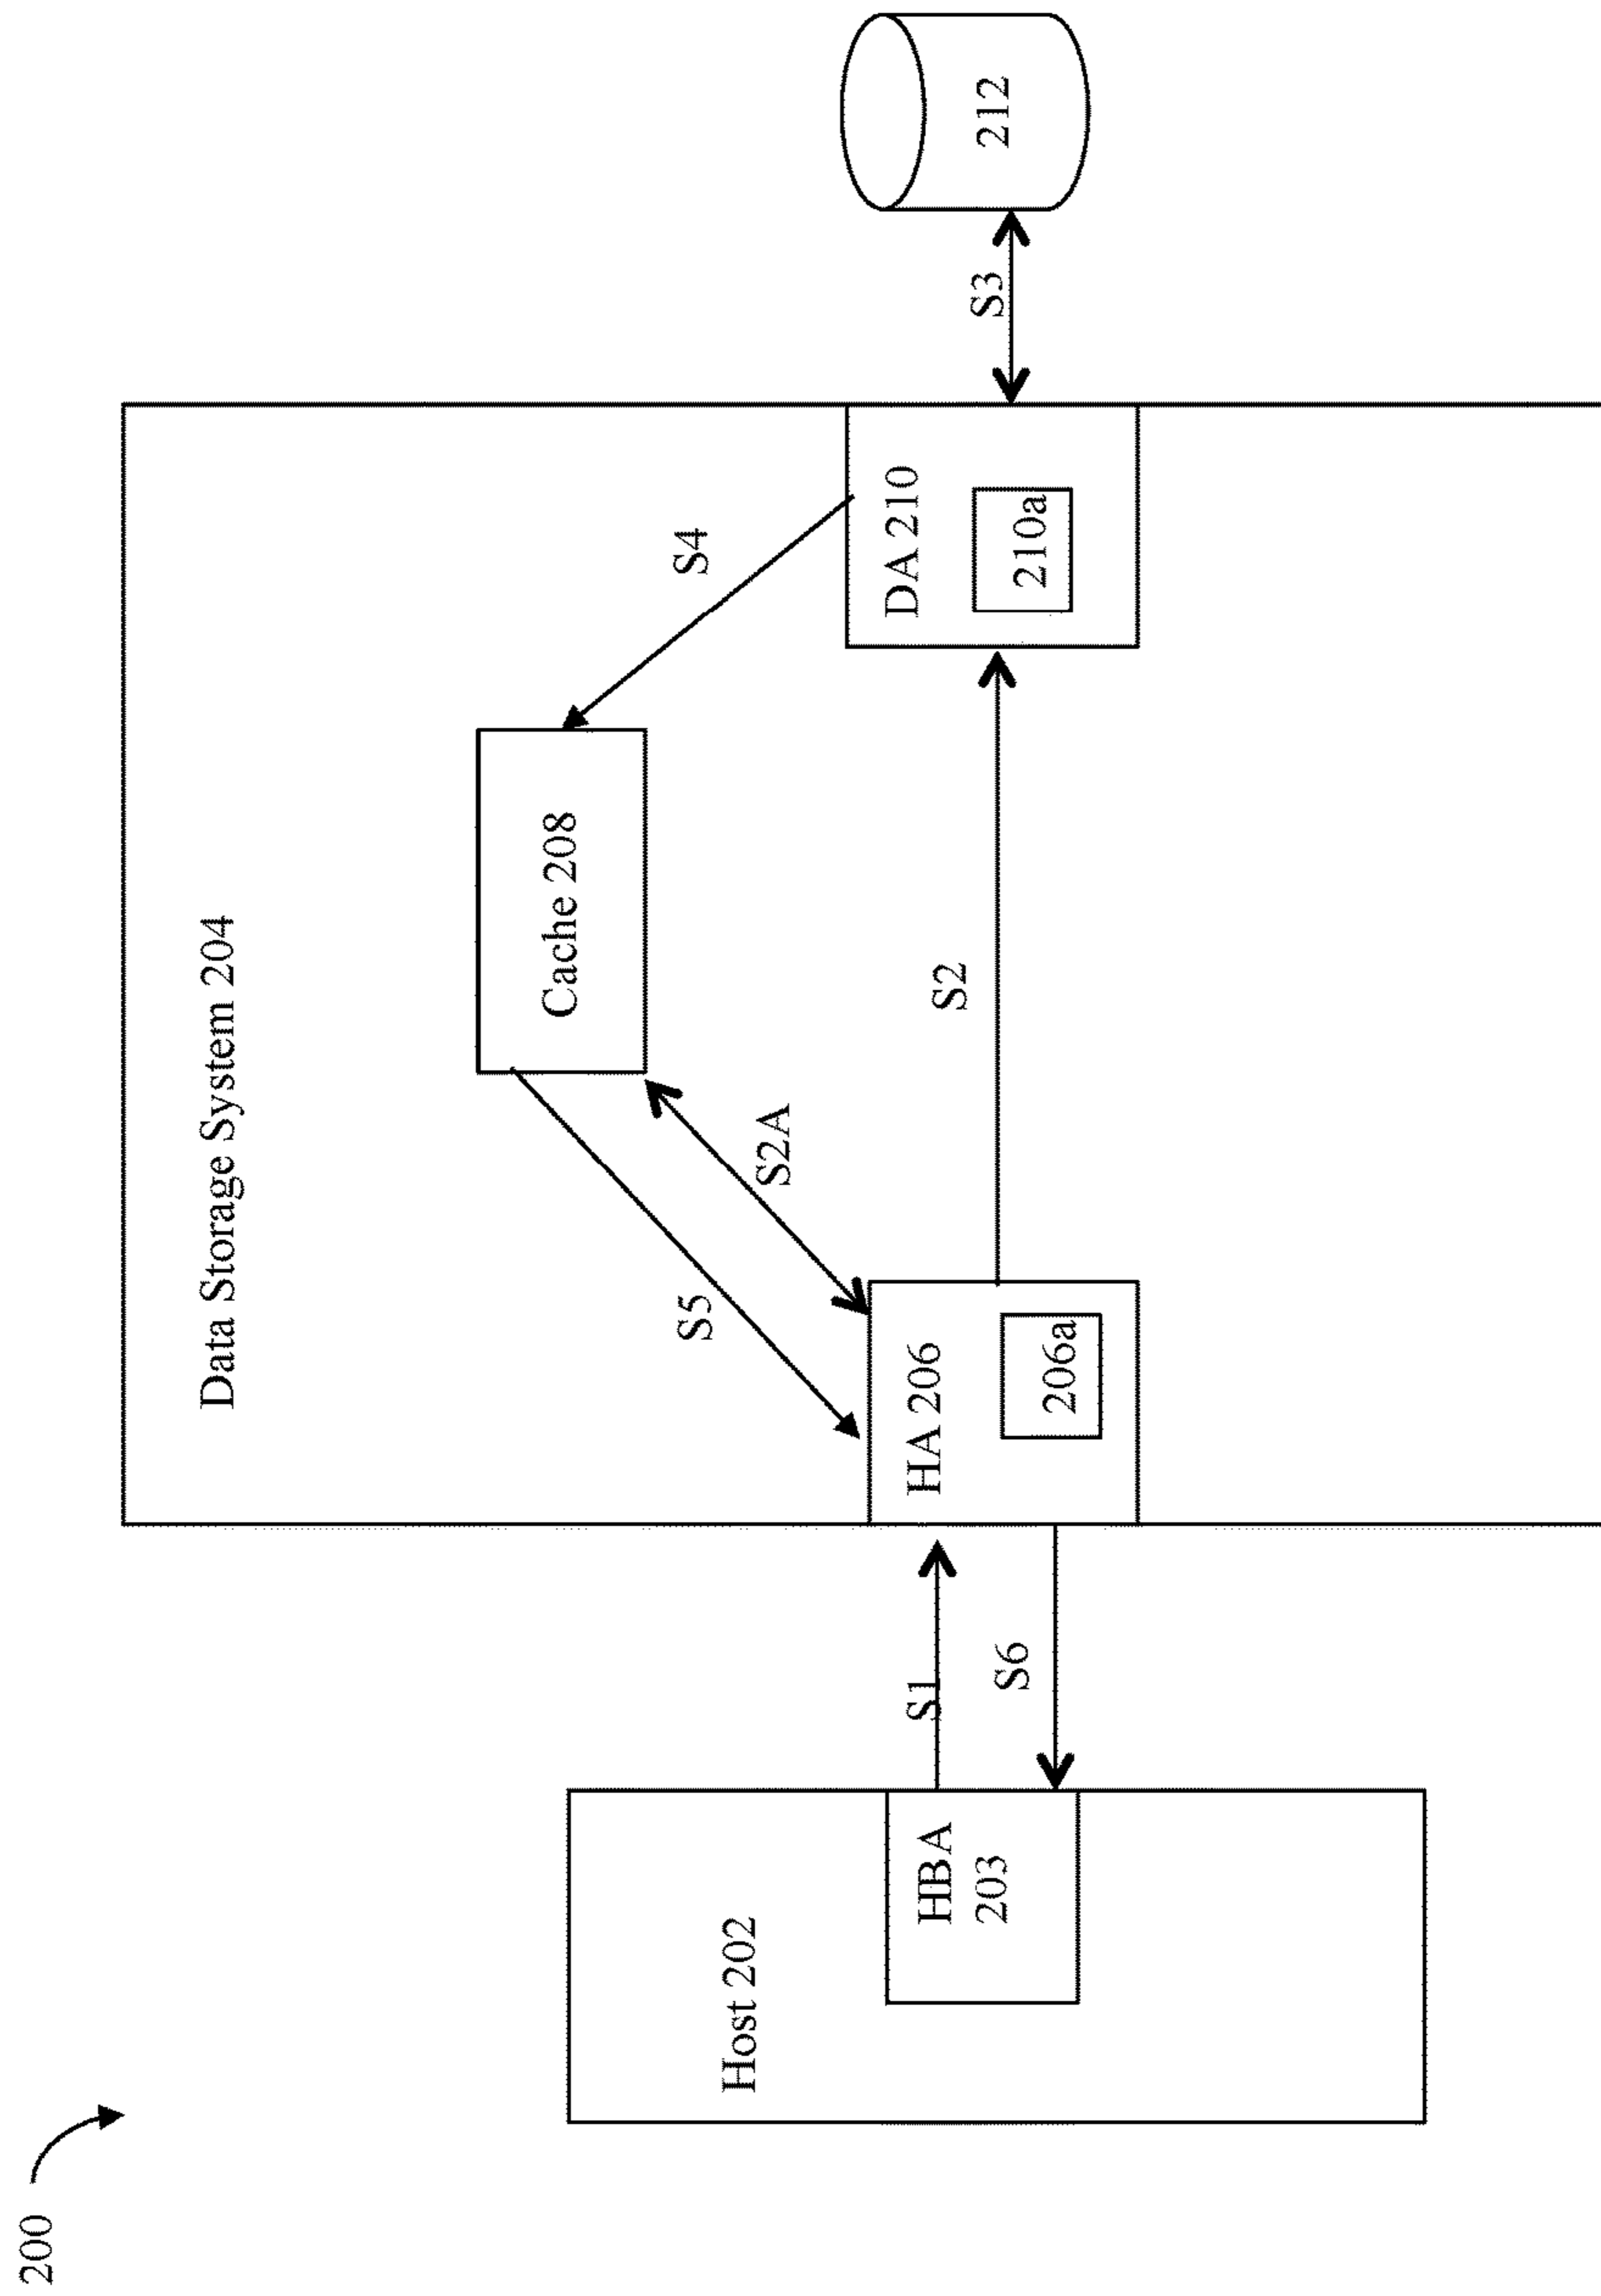 200
Data Storage System 204
Host 202
HBA
203
S1
S6
HA 206
206a
S5
S2A
Cache 208
S2
S4
DA 210
210a
S3
212